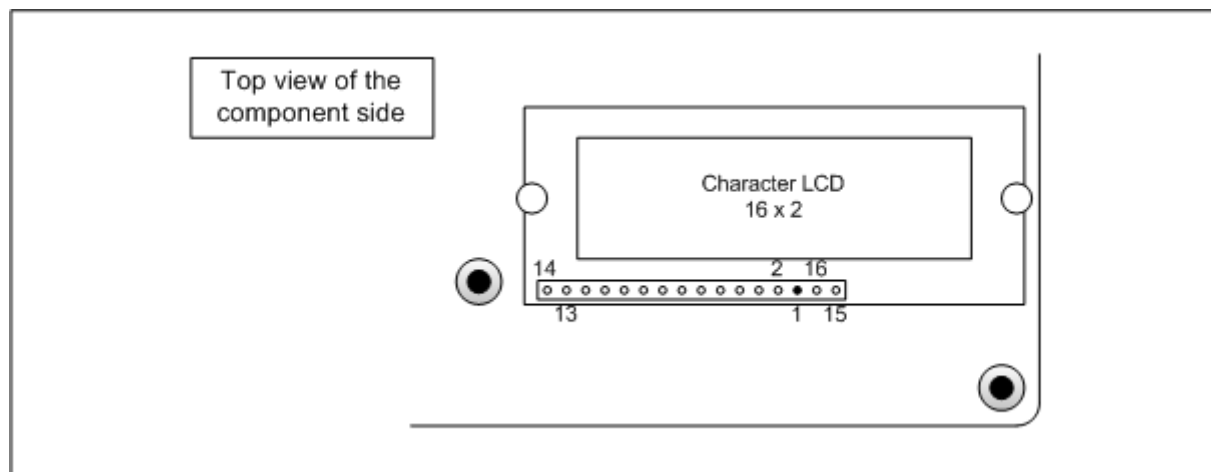 Top view of the
component side
Character LCD
16 x 2
14
2
16
13
1
15